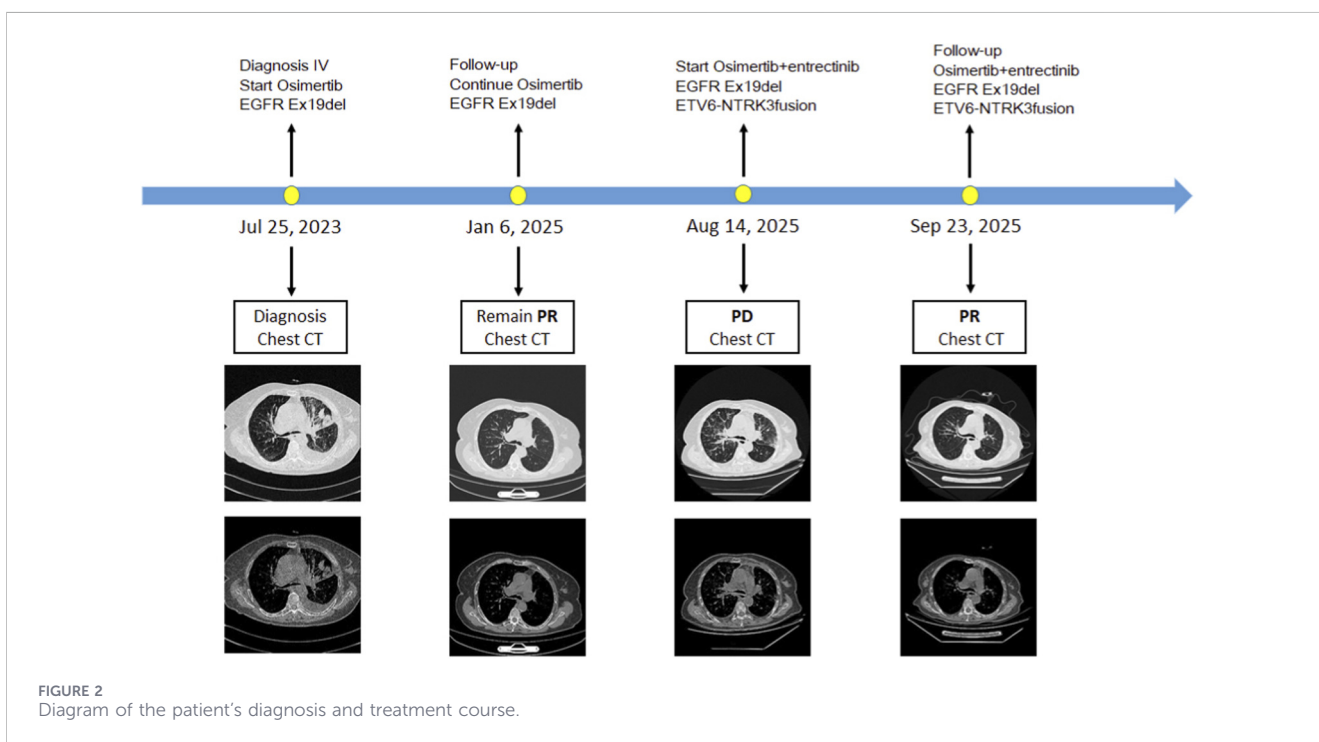 Diagnosis IV
Start Osimertib
EGFR Ex19del
Follow-up
Continue Osimertib
EGFR Ex19del
Start Osimertib+entrectinib
EGFR Ex19del
ETV6-NTRK3fusion
Follow-up
Osimertib+entrectinib
EGFR Ex19del
ETV6-NTRK3fusion
Jul 25, 2023
Jan 6, 2025
Aug 14, 2025
Sep 23, 2025
Diagnosis
Chest CT
Remain PR
Chest CT
PD
Chest CT
PR
Chest CT
FIGURE 2
Diagram of the patient's diagnosis and treatment course.